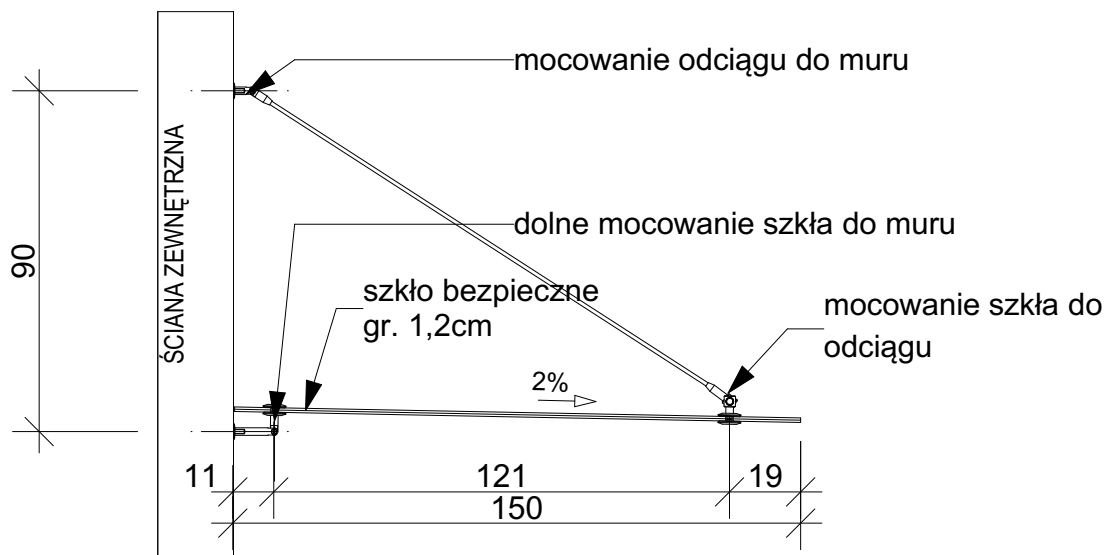 mocowanie odciągu do muru
ŚCIANA ZEWNĘTRZNA
dolne mocowanie szkła do muru
90
szkło bezpieczne
gr. 1,2cm
mocowanie szkła do
odciągu
2%
11
121
19
150